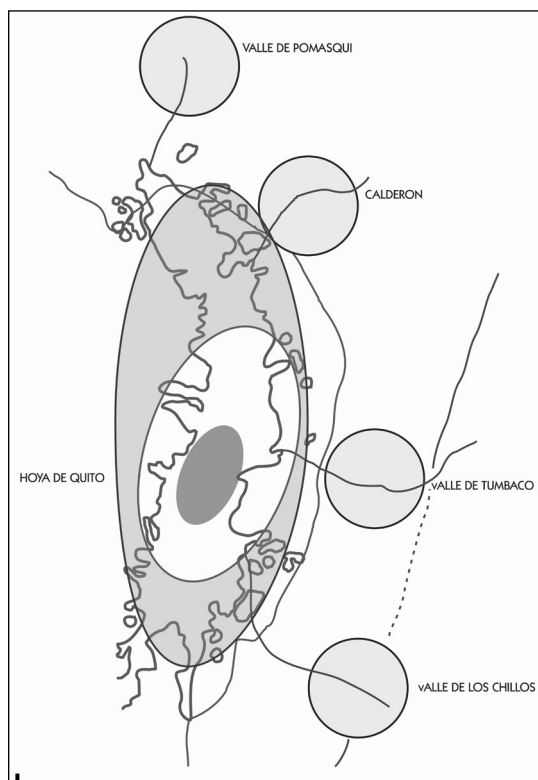 VALLE DE POMASQUI
CALDERON
HOYA DE QUITO
vALLE DE TUMBACO
vALLE DE LOS CHILLOS